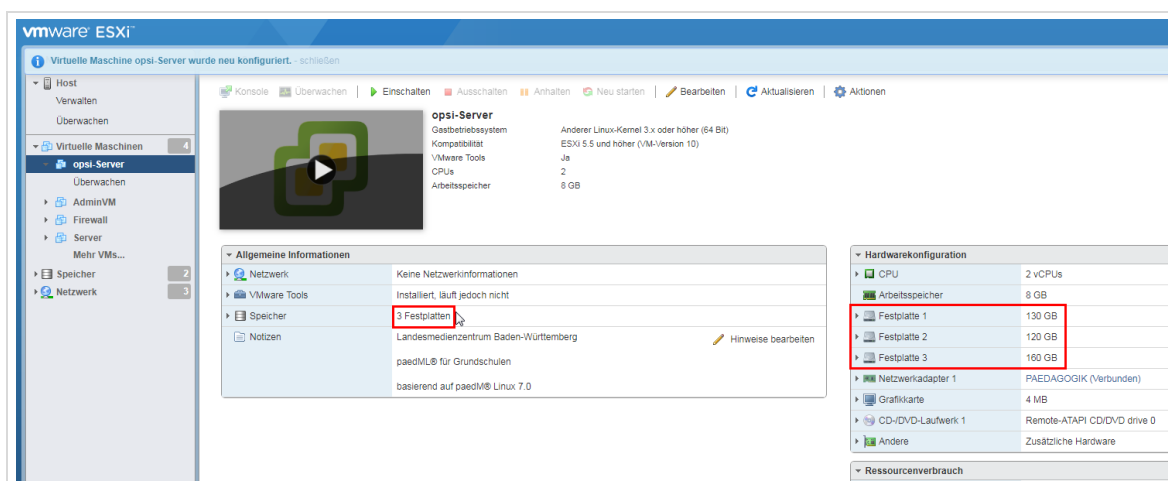 vmware ESXi™
Virtuelle Maschine opsi-Server wurde neu konfiguriert. - schließen
Host
Verwalten
Überwachen
Virtuelle Maschinen 4
opsi-Server
Überwachen
AdminVM
Firewall
Server
Mehr VMs...
Speicher 2
Netzwerk 3
Konsole Überwachen Einschalten Ausschalten Anhalten Neu starten Bearbeiten Aktualisieren Aktionen
opsi-Server
Gastbetriebssystem Anderer Linux-Kernel 3.x oder höher (64 Bit)
Kompatibilität ESXi 5.5 und höher (VM-Version 10)
VMware Tools Ja
CPUs 2
Arbeitsspeicher 8 GB
Allgemeine Informationen
Netzwerk Keine Netzwerkinformationen
VMware Tools Installiert, läuft jedoch nicht
Speicher 3 Festplatten
Notizen Landesmedienzentrum Baden-Württemberg Hinweise bearbeiten
paedML® für Grundschulen
basierend auf paedM® Linux 7.0
Hardwarekonfiguration
CPU 2 vCPUs
Arbeitsspeicher 8 GB
Festplatte 1 130 GB
Festplatte 2 120 GB
Festplatte 3 160 GB
Netzwerkadapter 1 PAEDAGOGIK (Verbunden)
Grafikkarte 4 MB
CD-/DVD-Laufwerk 1 Remote-ATAPI CD/DVD drive 0
Andere Zusätzliche Hardware
Ressourcenverbrauch